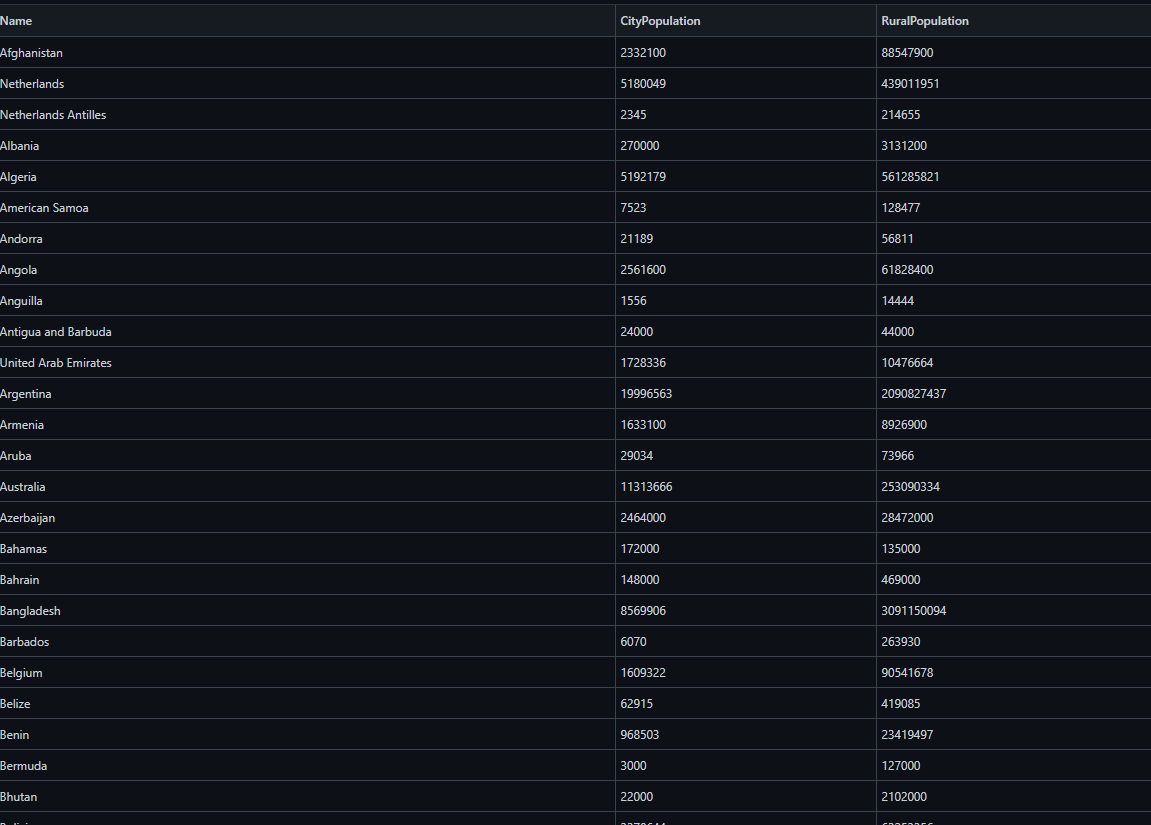 Name CityPopulation RuralPopulation
Afghanistan 2332100 88547900
Netherlands 5180049 439011951
Netherlands Antilles 2345 214655
Albania 270000 3131200
Algeria 5192179 561285821
American Samoa 7523 128477
Andorra 21189 56811
Angola 2561600 61828400
Anguilla 1556 14444
Antigua and Barbuda 24000 44000
United Arab Emirates 1728336 10476664
Argentina 19996563 2090827437
Armenia 1633100 8926900
Aruba 29034 73966
Australia 11313666 253090334
Azerbaijan 2464000 28472000
Bahamas 172000 135000
Bahrain 148000 469000
Bangladesh 8569906 3091150094
Barbados 6070 263930
Belgium 1609322 90541678
Belize 62915 419085
Benin 968503 23419497
Bermuda 3000 127000
Bhutan 22000 2102000